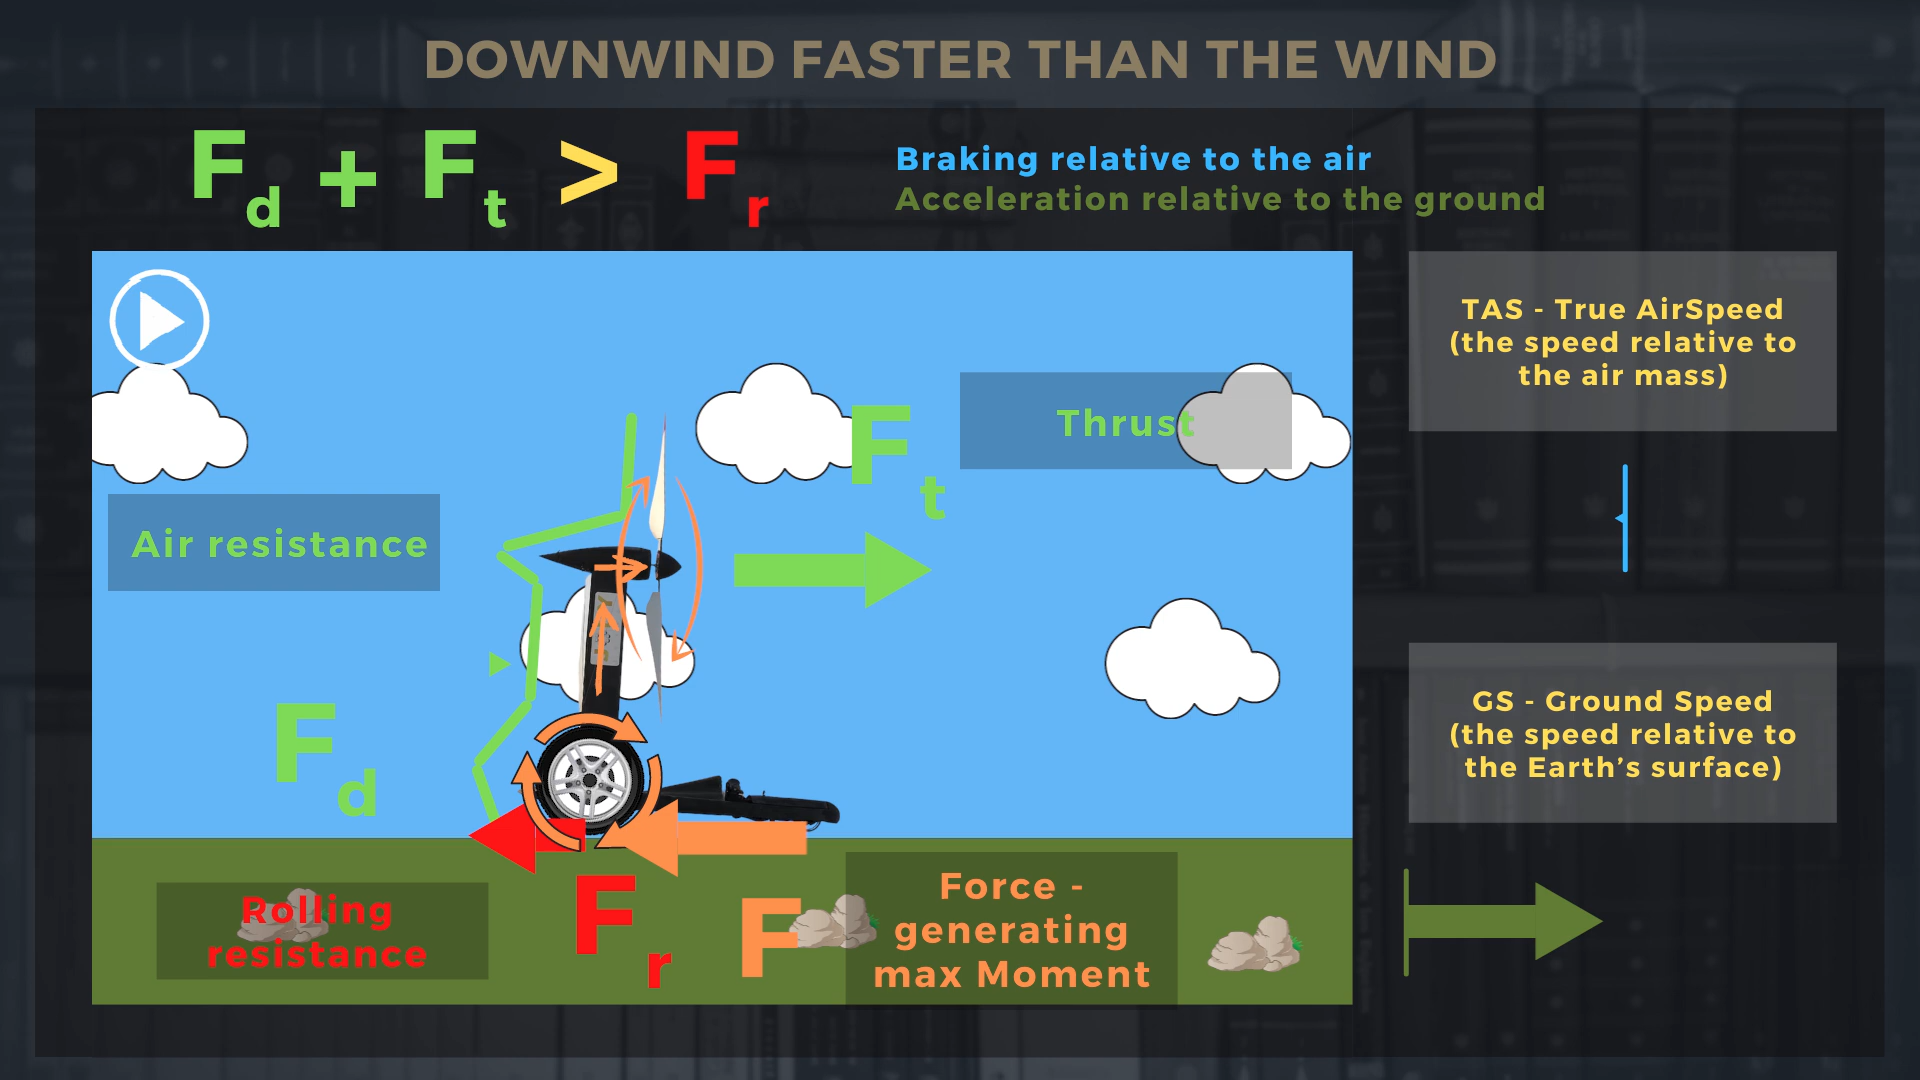 DOWNWIND FASTER THAN THE WIND
Fd + Ft > Fr
Braking relative to the air
Acceleration relative to the ground
TAS - True AirSpeed
(the speed relative to
the air mass)
Ft
Thrust
Air resistance
Fd
GS - Ground Speed
(the speed relative to
the Earth's surface)
Rolling
resistance
Fr
F
Force -
generating
max Moment